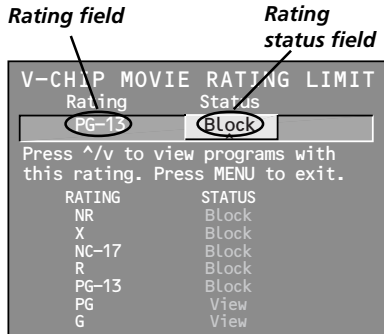 Rating field
Rating
status field
V-CHIP MOVIE RATING LIMIT
Rating Status
PG-13 Block
Press ^/v to view programs with
this rating. Press MENU to exit.
RATING STATUS
NR Block
X Block
NC-17 Block
R Block
PG-13 Block
PG View
G View